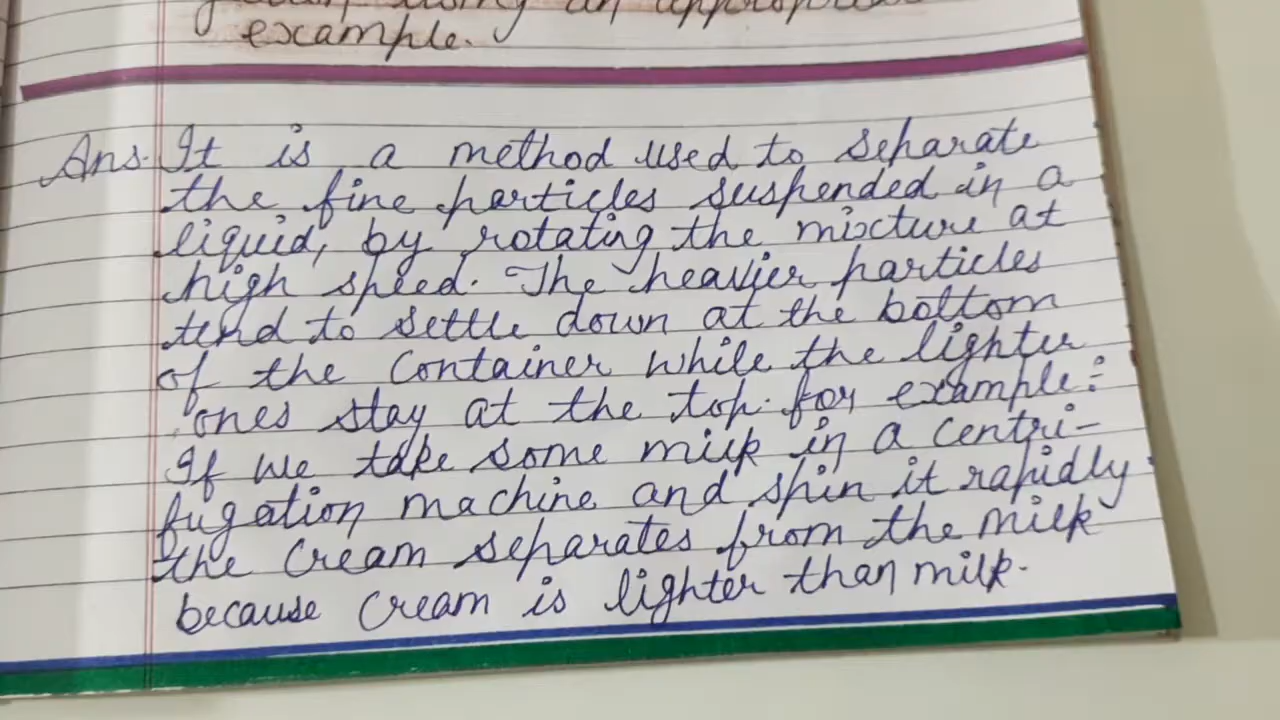 using an appropriate
example.
Ans. It is a method used to separate
the fine particles suspended in a
liquid, by rotating the mixture at
high speed. The heavier particles
tend to settle down at the bottom
of the container while the lighter
ones stay at the top. for example:
If we take some milk in a centri-
fugation machine and spin it rapidly
the cream separates from the milk
because cream is lighter than milk.